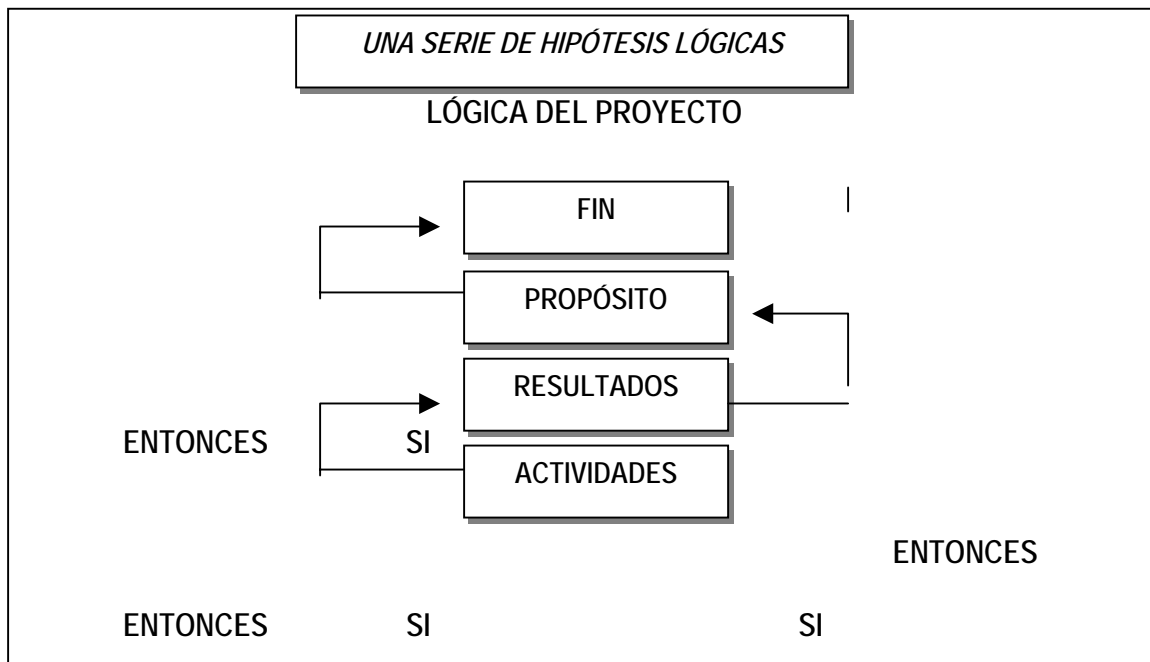 UNA SERIE DE HIPÓTESIS LÓGICAS
LÓGICA DEL PROYECTO
FIN
PROPÓSITO
RESULTADOS
ENTONCES SI
ACTIVIDADES
ENTONCES
ENTONCES SI SI